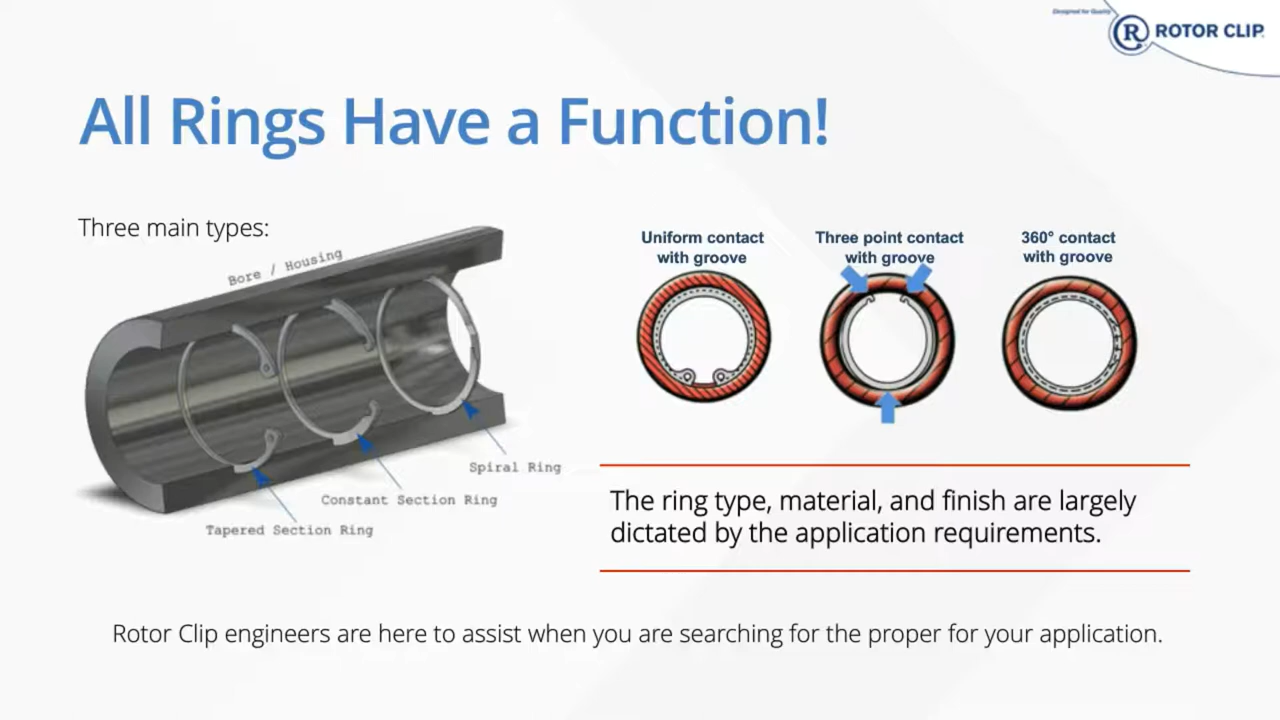 Designed for Quality
R ROTOR CLIP
All Rings Have a Function!
Three main types:
Bore / Housing
Spiral Ring
Constant Section Ring
Tapered Section Ring
Uniform contact
with groove
Three point contact
with groove
360° contact
with groove
The ring type, material, and finish are largely
dictated by the application requirements.
Rotor Clip engineers are here to assist when you are searching for the proper for your application.